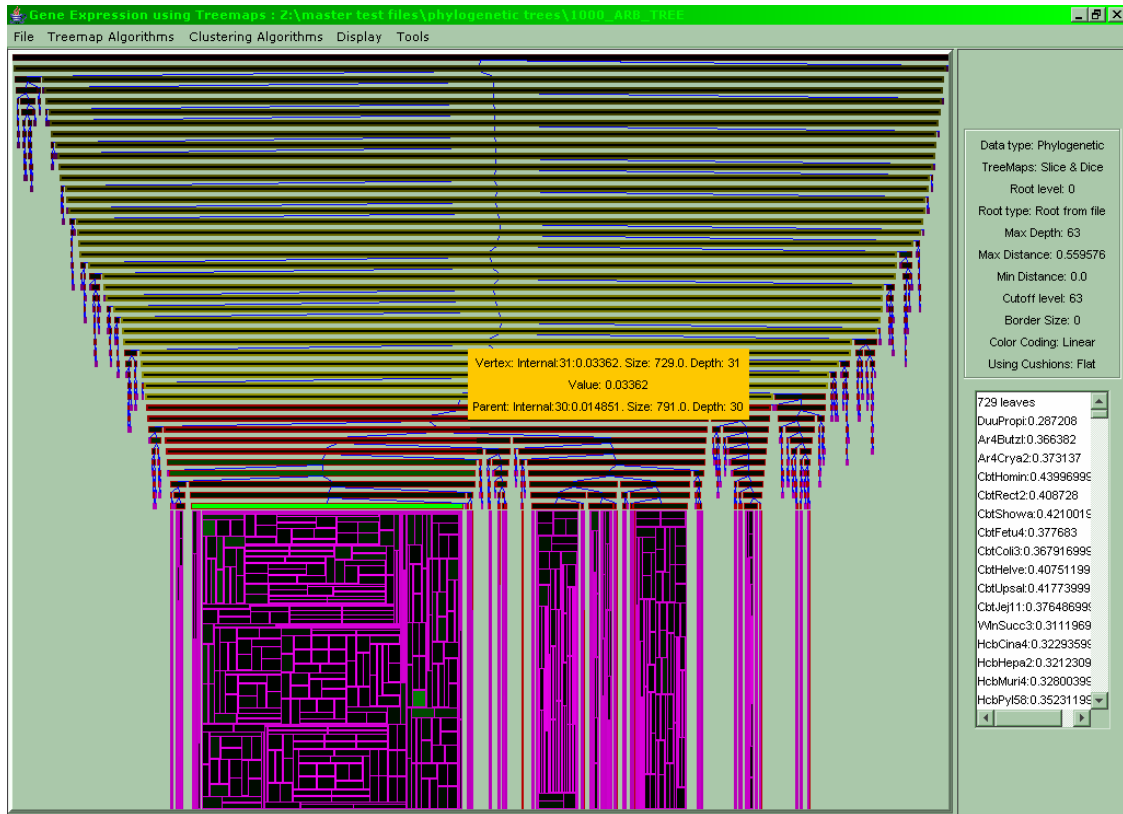 Gene Expression using Treemaps : Z:\master test files\phylogenetic trees\1000_ARB_TREE
File Treemap Algorithms Clustering Algorithms Display Tools
Data type: Phylogenetic
TreeMaps: Slice & Dice
Root level: 0
Root type: Root from file
Max Depth: 63
Max Distance: 0.559576
Min Distance: 0.0
Cutoff level: 63
Border Size: 0
Color Coding: Linear
Using Cushions: Flat
Vertex: Internal:31:0.03362. Size: 729.0. Depth: 31
Value: 0.03362
Parent: Internal:30:0.014851. Size: 791.0. Depth: 30
729 leaves
DuuPropi:0.287208
Ar4Butzl:0.366382
Ar4Crya2:0.373137
CbtHomin:0.43996999
CbtRect2:0.408728
CbtShowa:0.4210019
CbtFetu4:0.377683
CbtColi3:0.367916999
CbtHelve:0.40751199
CbtUpsal:0.41773999
CbtJej11:0.376486999
WlnSucc3:0.3111969
HcbCina4:0.32293599
HcbHepa2:0.3212309
HcbMuri4:0.32800399
HcbPyl58:0.35231199